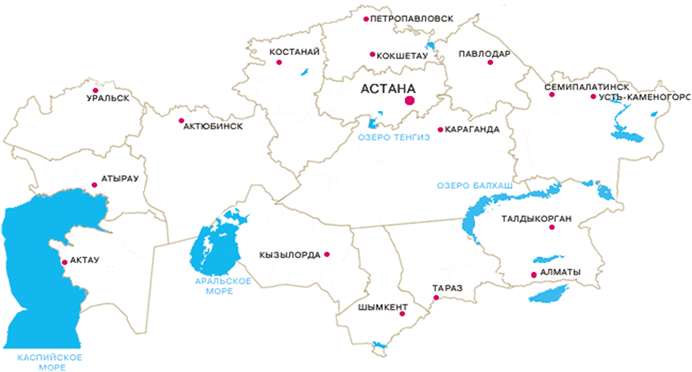 ПЕТРОПАВЛОВСК
КОСТАНАЙ
КОКШЕТАУ
ПАВЛОДАР
АСТАНА
СЕМИПАЛАТИНСК
УСТЬ-КАМЕНОГОРС
УРАЛЬСК
АКТЮБИНСК
ОЗЕРО ТЕНГИЗ
КАРАГАНДА
АТЫРАУ
ОЗЕРО БАЛХАШ
ТАЛДЫКОРГАН
АКТАУ
КЫЗЫЛОРДА
АРАЛЬСКОЕ
МОРЕ
АЛМАТЫ
ТАРАЗ
ШЫМКЕНТ
КАСПИЙСКОЕ
МОРЕ